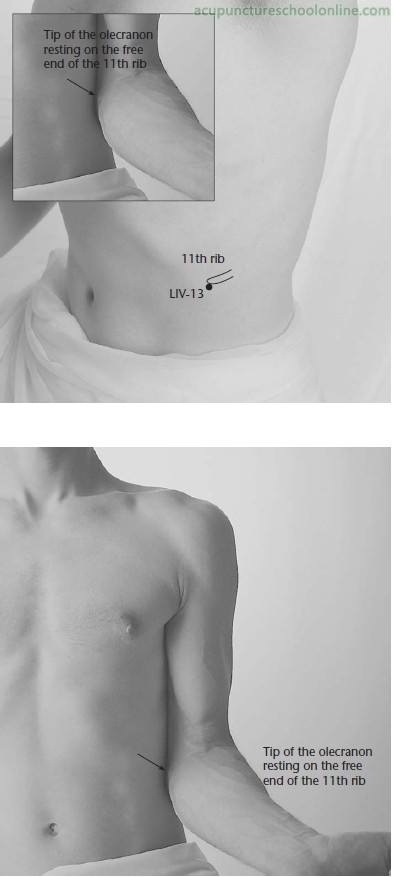 acupunctureschoolonline.com
Tip of the olecranon
resting on the free
end of the 11th rib
11th rib
LIV-13
Tip of the olecranon
resting on the free
end of the 11th rib